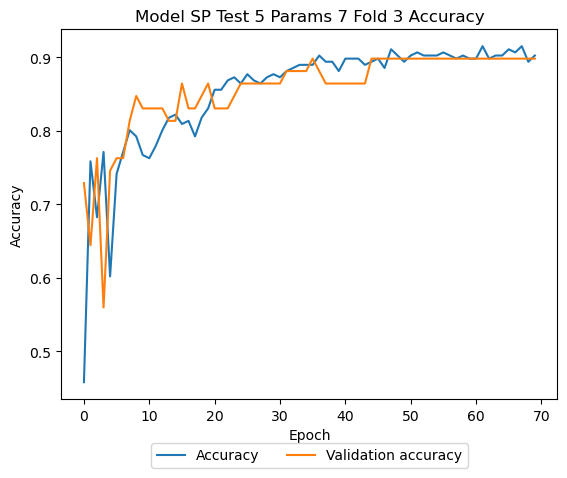 Model SP Test 5 Params 7 Fold 3 Accuracy
0.9
0.8
0.7
0.6
0.5
Accuracy
0 10 20 30 40 50 60 70
Epoch
Accuracy Validation accuracy